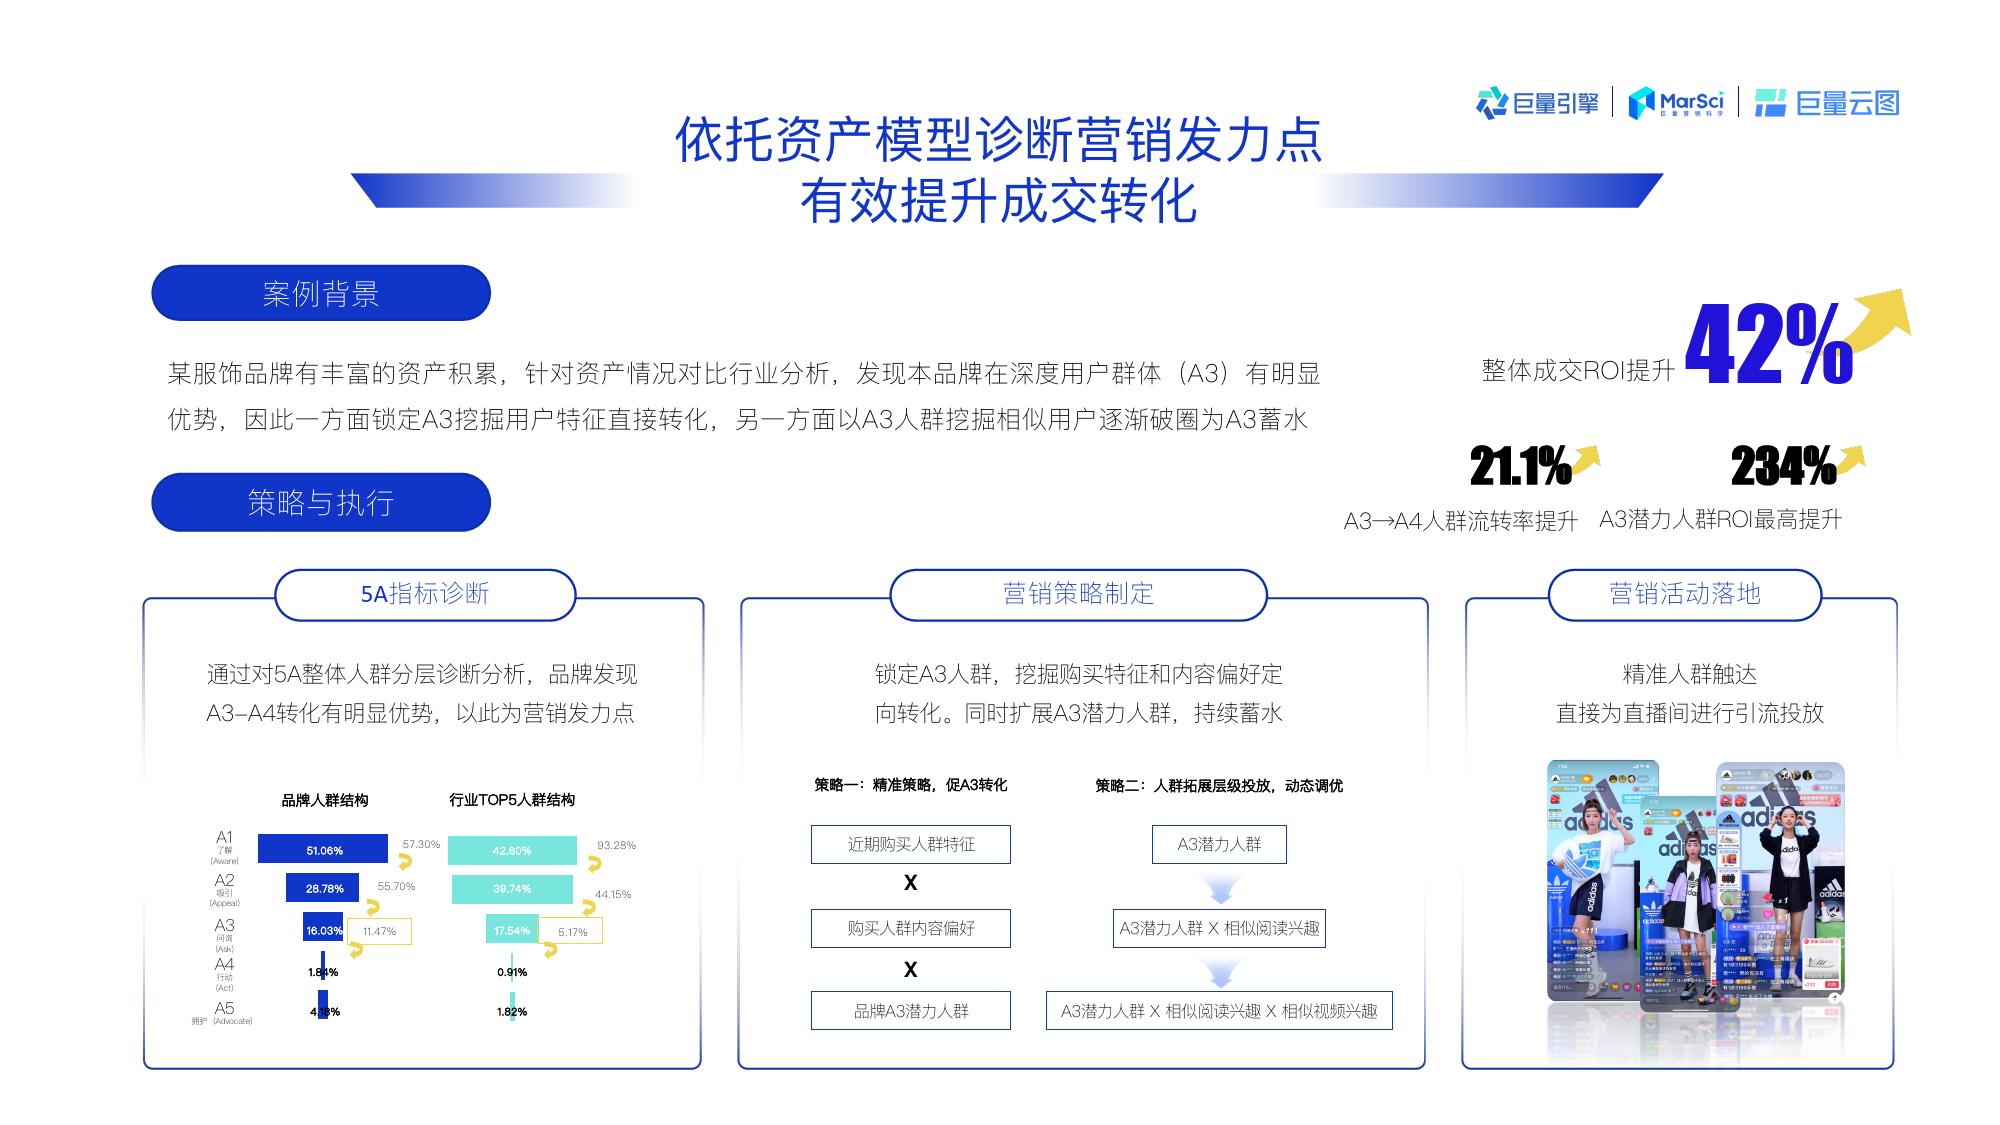 巨量引擎
MarSci
巨量营销科学
巨量云图
依托资产模型诊断营销发力点
有效提升成交转化
案例背景
某服饰品牌有丰富的资产积累，针对资产情况对比行业分析，发现本品牌在深度用户群体（A3）有明显
优势，因此一方面锁定A3挖掘用户特征直接转化，另一方面以A3人群挖掘相似用户逐渐破圈为A3蓄水
整体成交ROI提升 42%
21.1%
A3→A4人群流转率提升
234%
A3潜力人群ROI最高提升
策略与执行
5A指标诊断
通过对5A整体人群分层诊断分析，品牌发现
A3–A4转化有明显优势，以此为营销发力点
品牌人群结构
行业TOP5人群结构
A1
了解
(Aware)
51.06%
57.30%
42.60%
93.28%
A2
吸引
(Appeal)
28.78%
55.70%
39.74%
44.15%
A3
问询
(Ask)
16.03%
11.47%
17.54%
5.17%
A4
行动
(Act)
1.84%
0.91%
A5
拥护 (Advocate)
4.18%
1.82%
营销策略制定
锁定A3人群，挖掘购买特征和内容偏好定
向转化。同时扩展A3潜力人群，持续蓄水
策略一：精准策略，促A3转化
近期购买人群特征
X
购买人群内容偏好
X
品牌A3潜力人群
策略二：人群拓展层级投放，动态调优
A3潜力人群
A3潜力人群 X 相似阅读兴趣
A3潜力人群 X 相似阅读兴趣 X 相似视频兴趣
营销活动落地
精准人群触达
直接为直播间进行引流投放
adidas
adidas
adidas
adidas